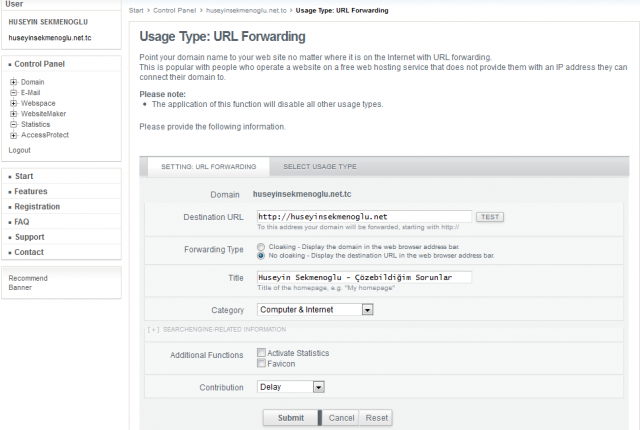 User
HUSEYIN SEKMENOGLU
huseyinsekmenoglu.net.tc
Control Panel
Domain
E-Mail
Webspace
WebsiteMaker
Statistics
AccessProtect
Logout
Start
Features
Registration
FAQ
Support
Contact
Recommend
Banner
Start > Control Panel > huseyinsekmenoglu.net.tc > Usage Type: URL Forwarding
Usage Type: URL Forwarding
Point your domain name to your web site no matter where it is on the Internet with URL forwarding.
This is popular with people who operate a website on a free web hosting service that does not provide them with an IP address they can
connect their domain to.
Please note:
The application of this function will disable all other usage types.
Please provide the following information.
SETTING: URL FORWARDING SELECT USAGE TYPE
Domain huseyinsekmenoglu.net.tc
Destination URL http://huseyinsekmenoglu.net TEST
To this address your domain will be forwarded, starting with http://
Forwarding Type Cloaking - Display the domain in the web browser address bar.
No cloaking - Display the destination URL in the web browser address bar.
Title Huseyin Sekmenoglu - Çözebildiğim Sorunlar
Title of the homepage, e.g. "My homepage"
Category Computer & Internet
[ + ] SEARCHENGINE-RELATED INFORMATION
Additional Functions Activate Statistics
Favicon
Contribution Delay
Submit Cancel Reset